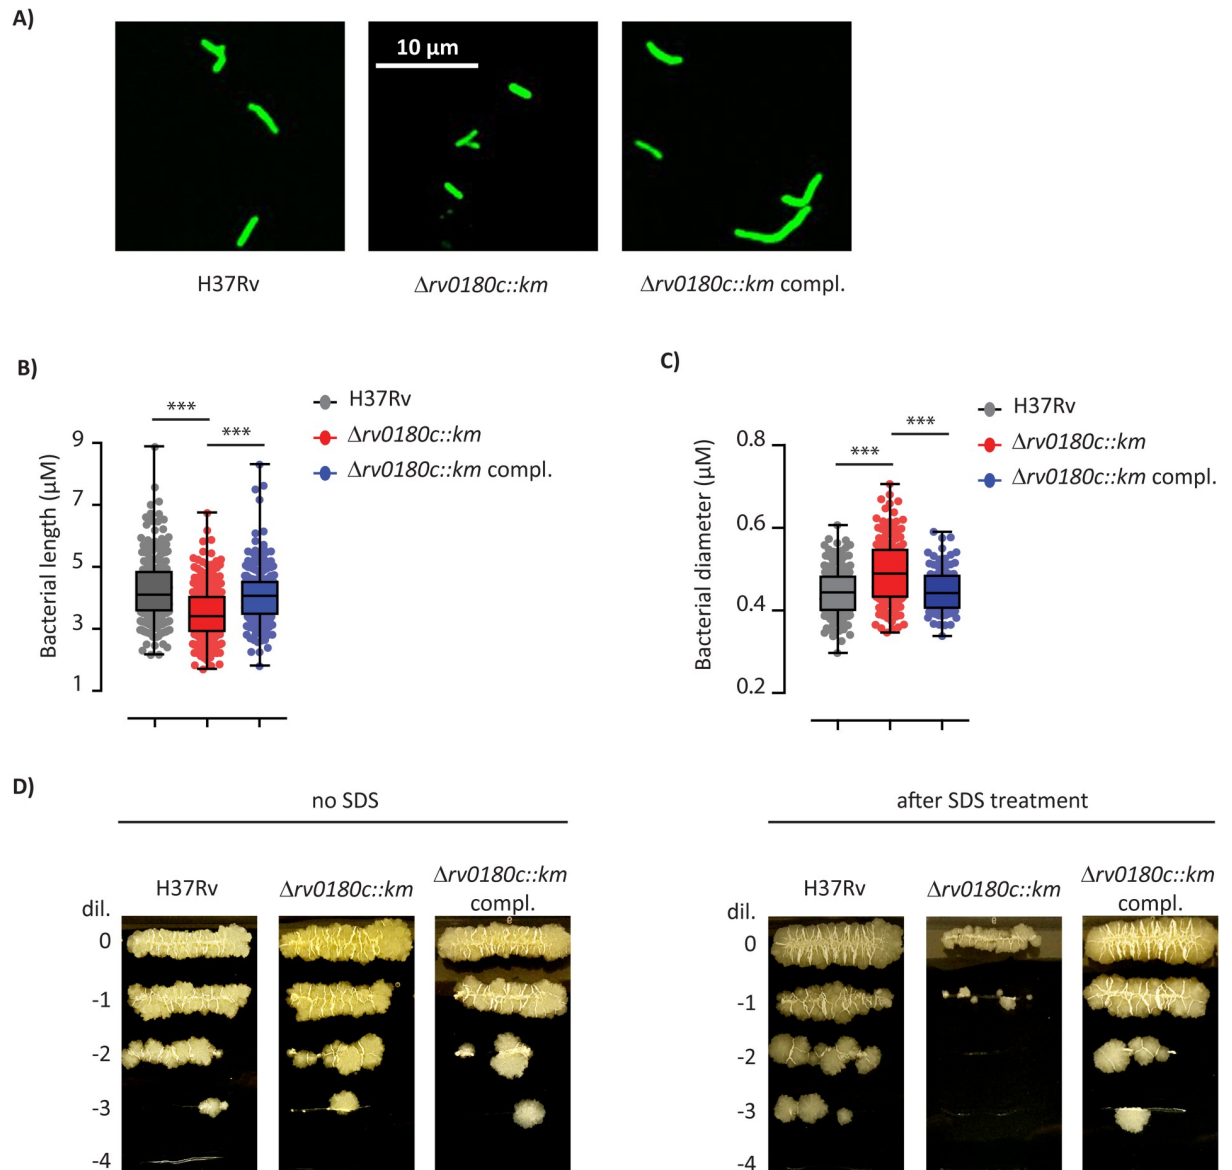 A)
10 µm
H37Rv
Δrv0180c::km
Δrv0180c::km compl.
B)
***
***
H37Rv
Δrv0180c::km
Δrv0180c::km compl.
Bacterial length (µM)
9
7
5
3
1
C)
***
***
H37Rv
Δrv0180c::km
Δrv0180c::km compl.
Bacterial diameter (µM)
0.8
0.6
0.4
0.2
D)
no SDS
after SDS treatment
H37Rv
Δrv0180c::km
Δrv0180c::km
compl.
dil.
0
-1
-2
-3
-4
H37Rv
Δrv0180c::km
Δrv0180c::km
compl.
dil.
0
-1
-2
-3
-4